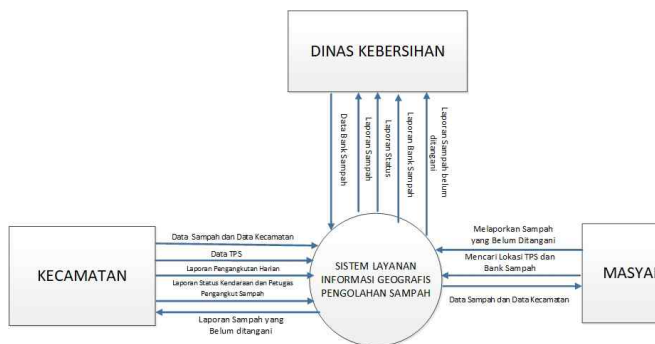 DINAS KEBERSIHAN
Data Bank Sampah
Laporan Sampah
Laporan Status
Laporan Bank Sampah
Laporan Sampah belum
ditangani
KECAMATAN
Data Sampah dan Data Kecamatan
Data TPS
Laporan Pengangkutan Harian
Laporan Status Kenderaan dan Petugas
Pengangkut Sampah
Laporan Sampah yang
Belum ditangani
SISTEM LAYANAN
INFORMASI GEOGRAFIS
PENGOLAHAN SAMPAH
Melaporkan Sampah
yang Belum Ditangani
Mencari Lokasi TPS dan
Bank Sampah
Data Sampah dan Data Kecamatan
MASYA